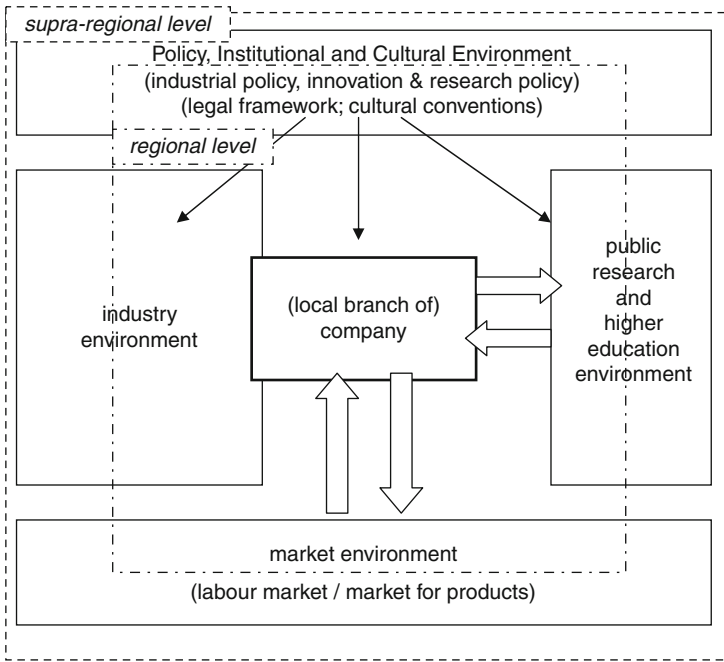 supra-regional level
Policy, Institutional and Cultural Environment
(industrial policy, innovation & research policy)
(legal framework; cultural conventions)
regional level
industry
environment
(local branch of)
company
public
research
and
higher
education
environment
market environment
(labour market / market for products)